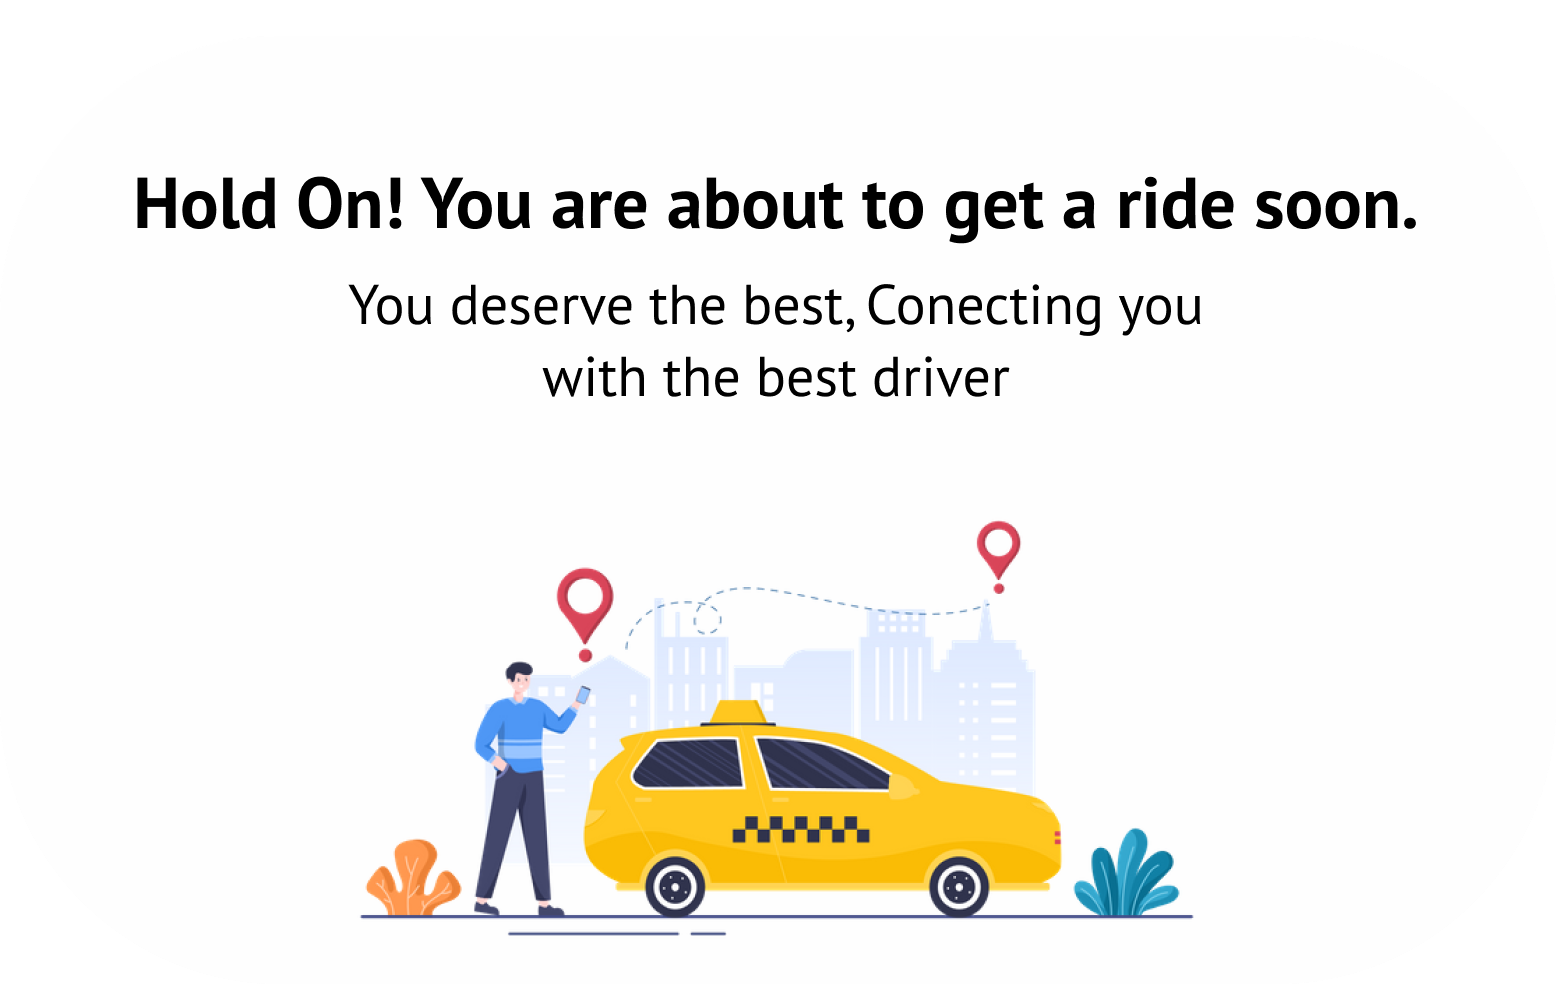 Hold On! You are about to get a ride soon.
You deserve the best, Conecting you
with the best driver